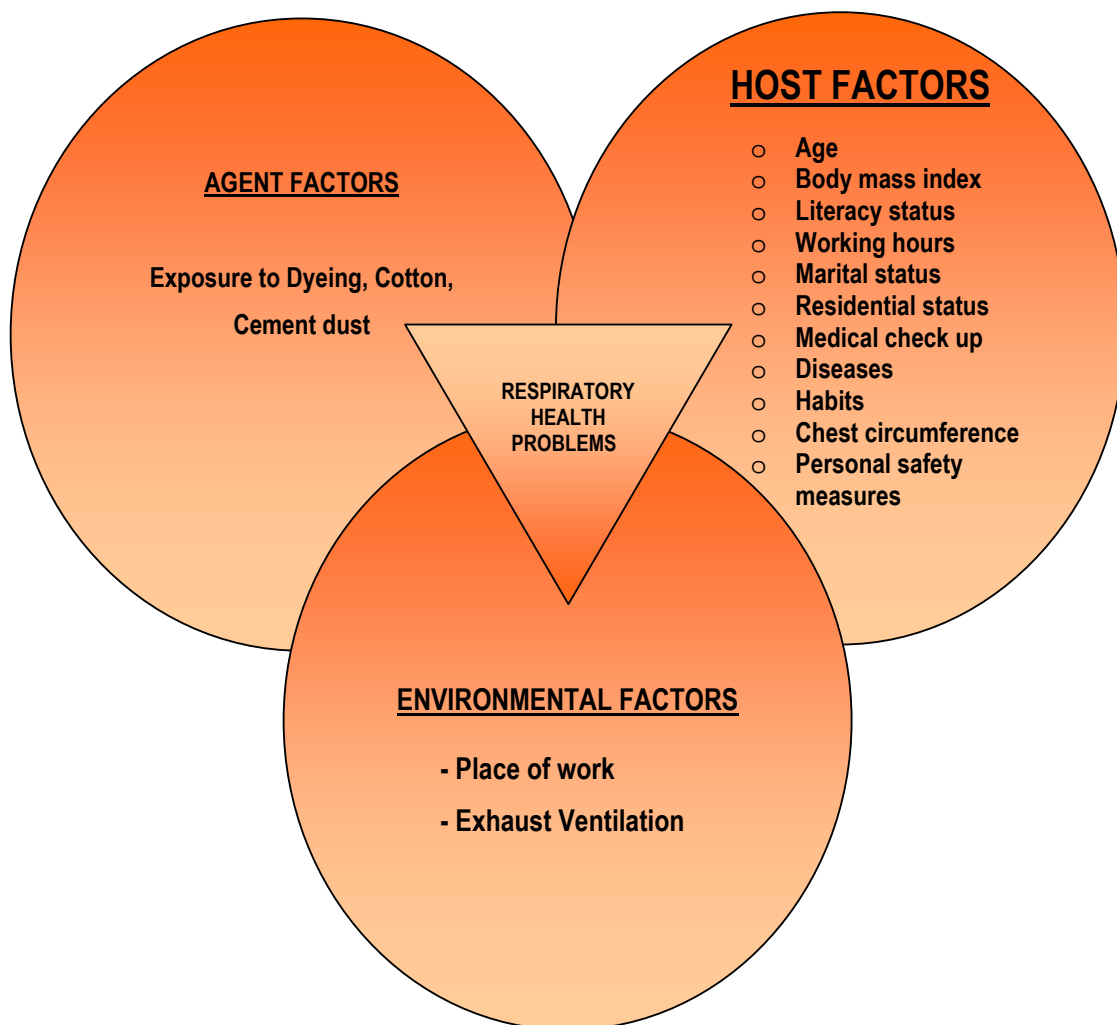 AGENT FACTORS
Exposure to Dyeing, Cotton,
Cement dust
HOST FACTORS
o Age
o Body mass index
o Literacy status
o Working hours
o Marital status
o Residential status
o Medical check up
o Diseases
o Habits
o Chest circumference
o Personal safety
measures
RESPIRATORY
HEALTH
PROBLEMS
ENVIRONMENTAL FACTORS
- Place of work
- Exhaust Ventilation